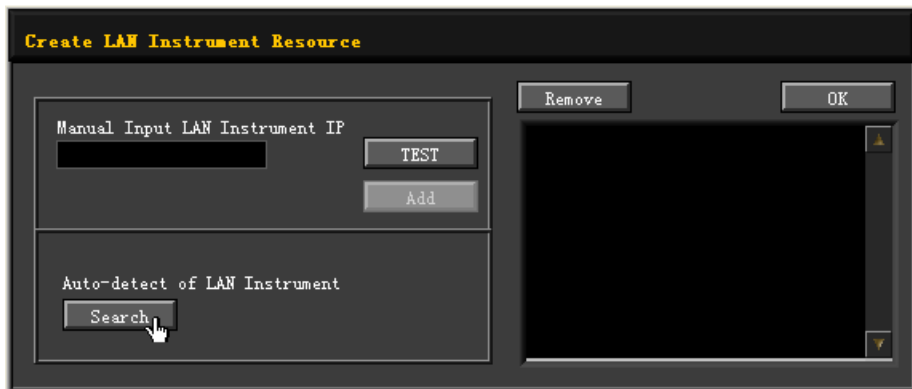 Create LAN Instrument Resource
Manual Input LAN Instrument IP
TEST
Add
Auto-detect of LAN Instrument
Search
Remove
OK